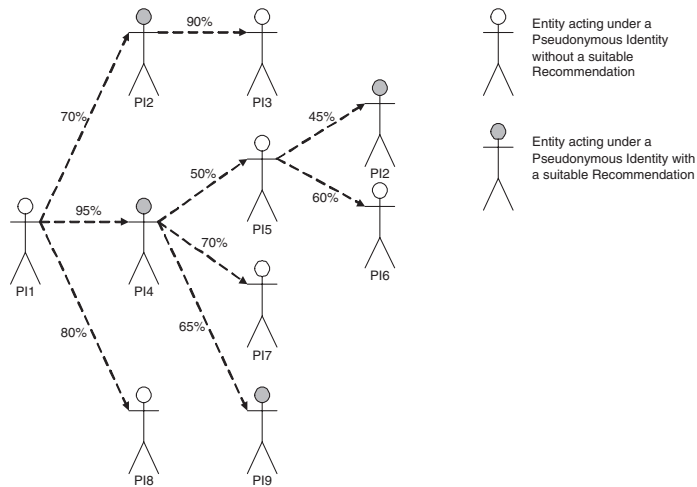 90%
PI2
PI3
70%
45%
PI2
50%
PI5
60%
95%
PI1
PI4
70%
PI6
65%
PI7
80%
PI8
PI9
Entity acting under a
Pseudonymous Identity
without a suitable
Recommendation
Entity acting under a
Pseudonymous Identity with
a suitable Recommendation